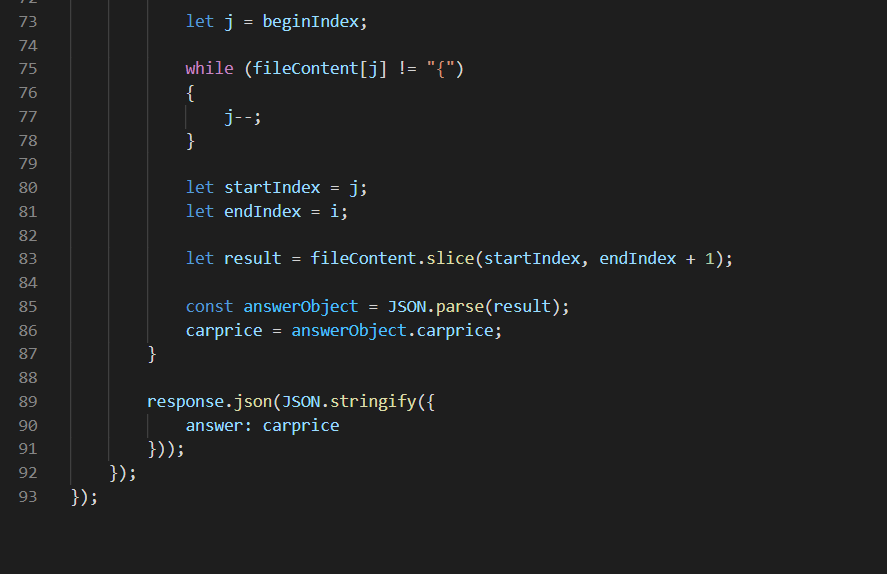 72
73 let j = beginIndex;
74
75 while (fileContent[j] != "{")
76 {
77 j--;
78 }
79
80 let startIndex = j;
81 let endIndex = i;
82
83 let result = fileContent.slice(startIndex, endIndex + 1);
84
85 const answerObject = JSON.parse(result);
86 carprice = answerObject.carprice;
87 }
88
89 response.json(JSON.stringify({
90 answer: carprice
91 }));
92 });
93 });